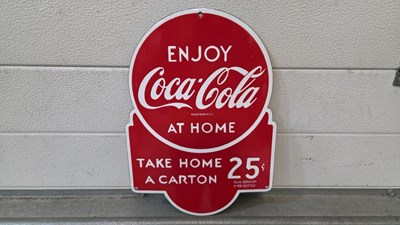 ENJOY
Coca-Cola
AT HOME
TAKE HOME
A CARTON
25¢